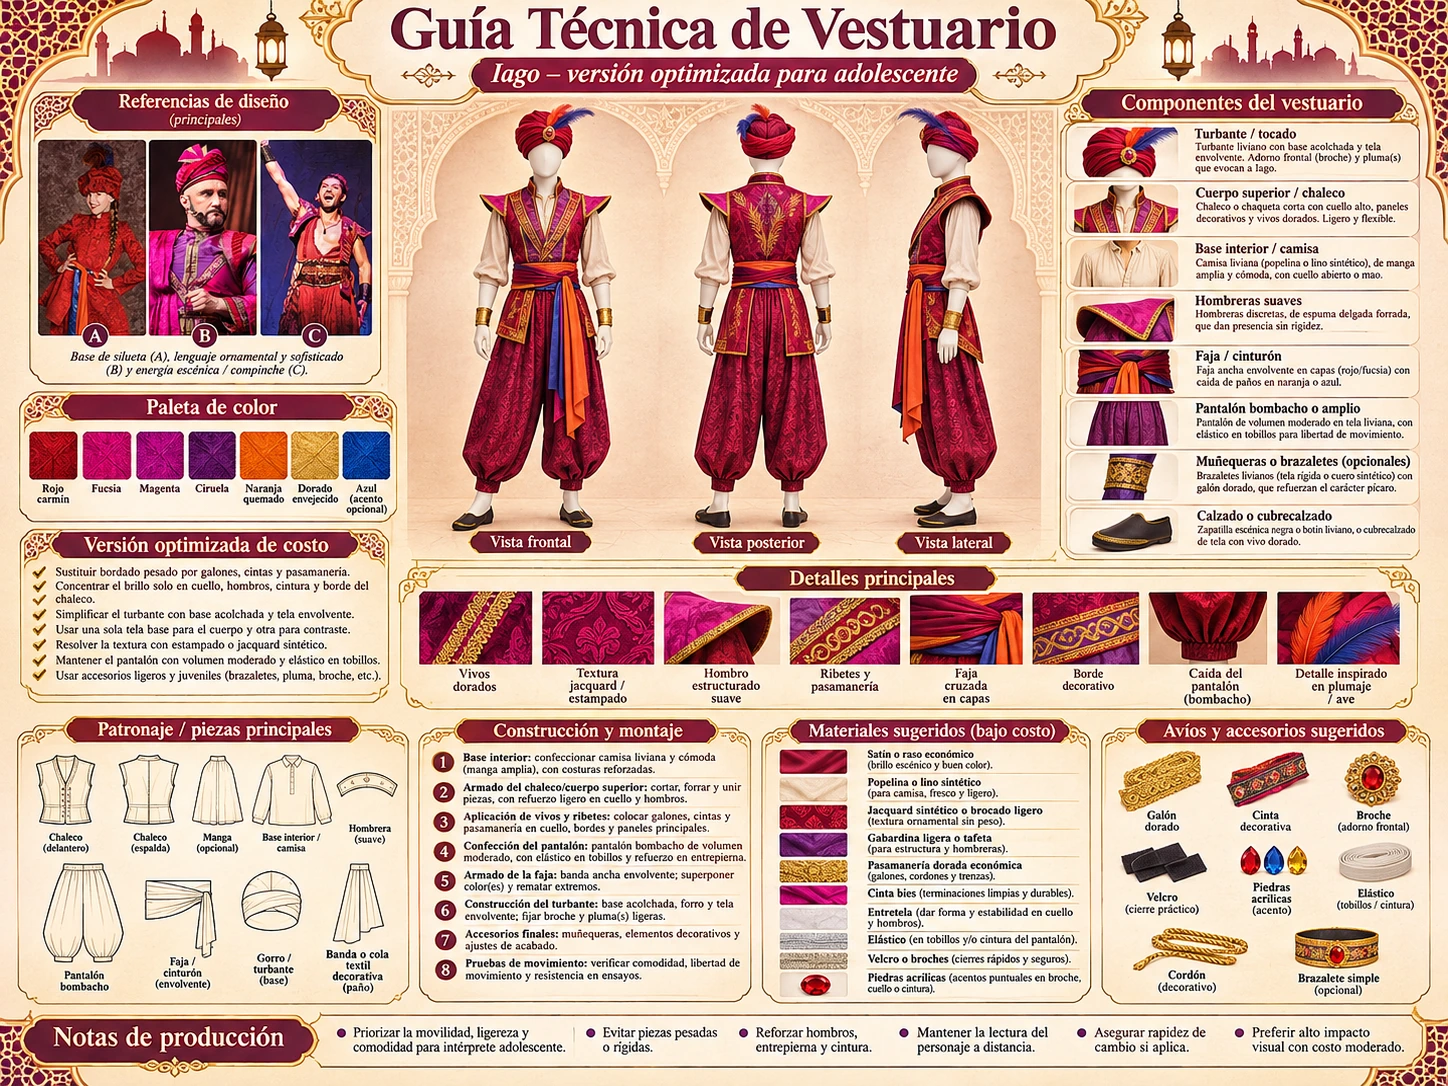 Guía Técnica de Vestuario
Iago – versión optimizada para adolescente
Referencias de diseño
(principales)
A
B
C
Base de silueta (A), lenguaje ornamental y sofisticado
(B) y energía escénica / compinche (C).
Paleta de color
Rojo
carmín
Fucsia
Magenta
Ciruela
Naranja
quemado
Dorado
envejecido
Azul
(acento
opcional)
Versión optimizada de costo
Sustituir bordado pesado por galones, cintas y pasamanería.
Concentrar el brillo solo en cuello, hombros, cintura y borde del
chaleco.
Simplificar el turbante con base acolchada y tela envolvente.
Usar una sola tela base para el cuerpo y otra para contraste.
Resolver la textura con estampado o jacquard sintético.
Mantener el pantalón con volumen moderado y elástico en tobillos.
Usar accesorios ligeros y juveniles (brazaletes, pluma, broche, etc.).
Vista frontal
Vista posterior
Vista lateral
Componentes del vestuario
Turbante / tocado
Turbante liviano con base acolchada y tela
envolvente. Adorno frontal (broche) y pluma(s)
que evocan a Iago.
Cuerpo superior / chaleco
Chaleco o chaqueta corta con cuello alto, paneles
decorativos y vivos dorados. Ligero y flexible.
Base interior / camisa
Camisa liviana (popelina o lino sintético), de manga
amplia y cómoda, con cuello abierto o mao.
Hombreras suaves
Hombreras discretas, de espuma delgada forrada,
que dan presencia sin rigidez.
Faja / cinturón
Faja ancha envolvente en capas (rojo/fucsia) con
caida de paños en naranja o azul.
Pantalón bombacho o amplio
Pantalón de volumen moderado en tela liviana, con
elástico en tobillos para libertad de movimiento.
Muñequeras o brazaletes (opcionales)
Brazaletes livianos (tela rígida o cuero sintético) con
galón dorado, que refuerzan el carácter pícaro.
Calzado o cubrecalzado
Zapatilla escénica negra o botin liviano, o cubrecalzado
de tela con vivo dorado.
Detalles principales
Vivos
dorados
Textura
jacquard /
estampado
Hombro
estructurado
suave
Ribetes y
pasamanería
Faja
cruzada
en capas
Borde
decorativo
Caída del
pantalón
(bombacho)
Detalle inspirado
en plumaje
/ ave
Patronaje / piezas principales
Chaleco
(delantero)
Chaleco
(espalda)
Manga
(opcional)
Base interior /
camisa
Hombrera
(suave)
Pantalón
bombacho
Faja /
cinturón
(envolvente)
Gorro /
turbante
(base)
Banda o cola
textil
decorativa
(paño)
Construcción y montaje
1 Base interior: confeccionar camisa liviana y cómoda
(manga amplia), con costuras reforzadas.
2 Armado del chaleco/cuerpo superior: cortar, forrar y unir
piezas, con refuerzo ligero en cuello y hombros.
3 Aplicación de vivos y ribetes: colocar galones, cintas y
pasamanería en cuello, bordes y paneles principales.
4 Confección del pantalón: pantalón bombacho de volumen
moderado, con elástico en tobillos y refuerzo en entrepierna.
5 Armado de la faja: banda ancha envolvente; superponer
color(es) y rematar extremos.
6 Construcción del turbante: base acolchada, forro y tela
envolvente; fijar broche y pluma(s) ligeras.
7 Accesorios finales: muñequeras, elementos decorativos y
ajustes de acabado.
8 Pruebas de movimiento: verificar comodidad, libertad de
movimiento y resistencia en ensayos.
Materiales sugeridos (bajo costo)
Satín o raso económico
(brillo escénico y buen color).
Popelina o lino sintético
(para camisa, fresco y ligero).
Jacquard sintético o brocado ligero
(textura ornamental sin peso).
Gabardina ligera o tafeta
(para estructura y hombreras).
Pasamanería dorada económica
(galones, cordones y trenzas).
Cinta bies (terminaciones limpias y durables).
Entretela (dar forma y estabilidad en cuello
y hombros).
Elástico (en tobillos y/o cintura del pantalón).
Velcro o broches (cierres rápidos y seguros).
Piedras acrílicas (acentos puntuales en broche,
cuello o cintura).
Avíos y accesorios sugeridos
Galón
dorado
Cinta
decorativa
Broche
(adorno frontal)
Velcro
(cierre práctico)
Piedras
acrílicas
(acento)
Elástico
(tobillos / cintura)
Cordón
(decorativo)
Brazalete simple
(opcional)
Notas de producción
Priorizar la movilidad, ligereza y
comodidad para intérprete adolescente.
Evitar piezas pesadas
o rígidas.
Reforzar hombros,
entrepierna y cintura.
Mantener la lectura del
personaje a distancia.
Asegurar rapidez de
cambio si aplica.
Preferir alto impacto
visual con costo moderado.